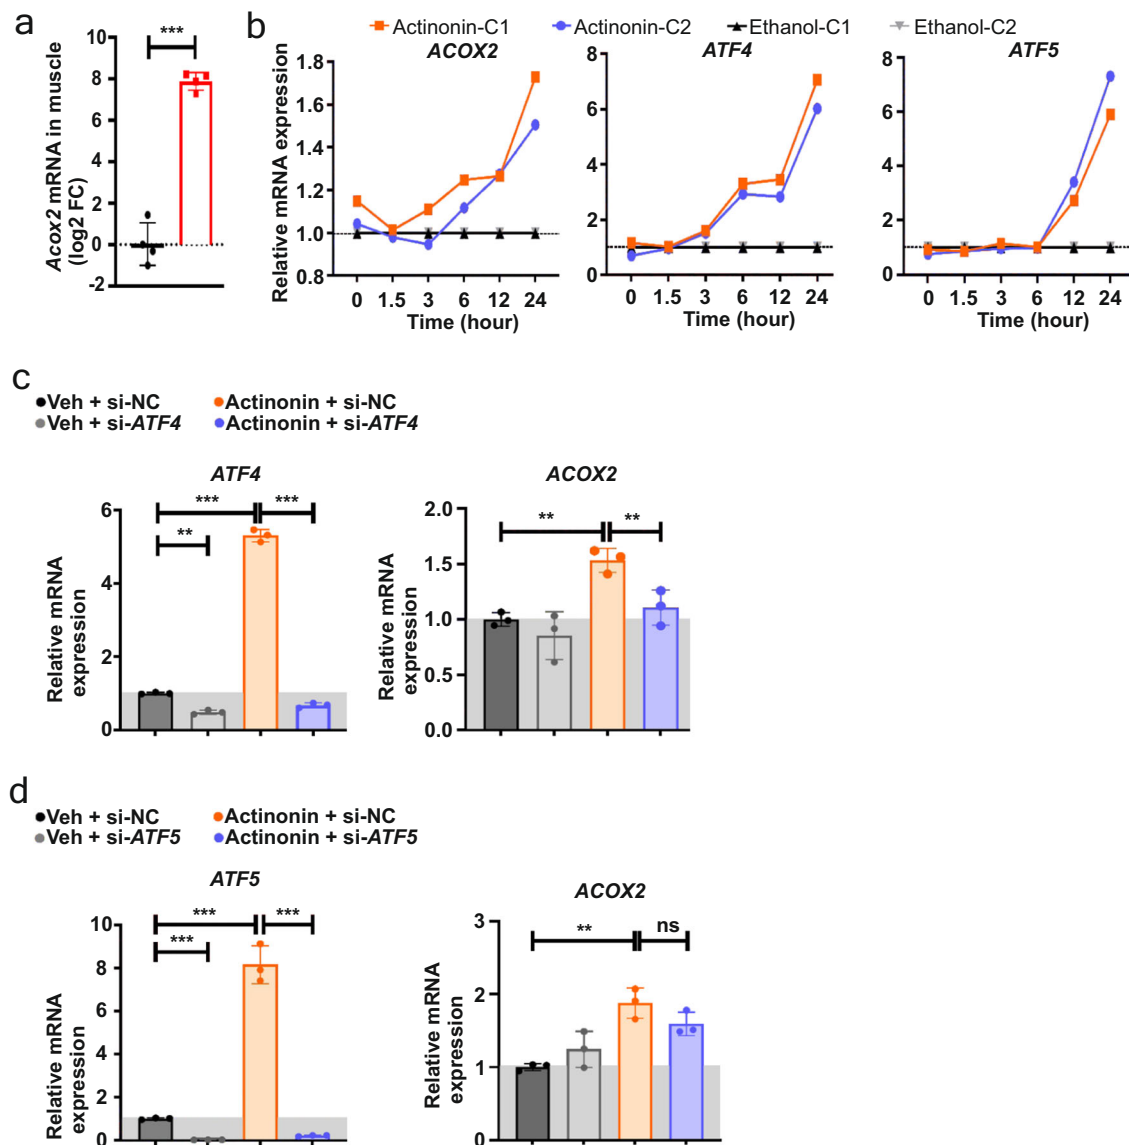 a
Acox2 mRNA in muscle
(log2 FC)
10
8
6
4
2
0
-2
***
b
Actinonin-C1
Actinonin-C2
Ethanol-C1
Ethanol-C2
ACOX2
Relative mRNA expression
1.8
1.6
1.4
1.2
1.0
0.8
0 1.5 3 6 12 24
Time (hour)
ATF4
8
6
4
2
0
0 1.5 3 6 12 24
Time (hour)
ATF5
8
6
4
2
0
0 1.5 3 6 12 24
Time (hour)
c
Veh + si-NC
Actinonin + si-NC
Veh + si-ATF4
Actinonin + si-ATF4
ATF4
Relative mRNA
expression
6
4
2
0
***
***
**
ACOX2
Relative mRNA
expression
2.0
1.5
1.0
0.5
0.0
**
**
d
Veh + si-NC
Actinonin + si-NC
Veh + si-ATF5
Actinonin + si-ATF5
ATF5
Relative mRNA
expression
10
8
6
4
2
0
***
***
***
ACOX2
Relative mRNA
expression
3
2
1
0
**
ns